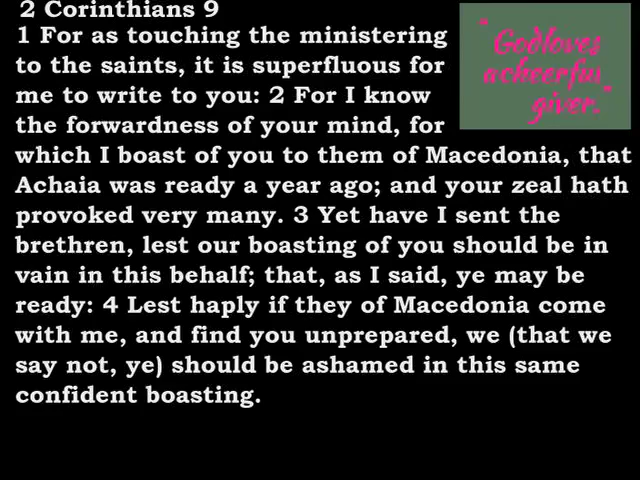 2 Corinthians 9
1 For as touching the ministering
to the saints, it is superfluous for
me to write to you: 2 For I know
the forwardness of your mind, for
which I boast of you to them of Macedonia, that
Achaia was ready a year ago; and your zeal hath
provoked very many. 3 Yet have I sent the
brethren, lest our boasting of you should be in
vain in this behalf; that, as I said, ye may be
ready: 4 Lest haply if they of Macedonia come
with me, and find you unprepared, we (that we
say not, ye) should be ashamed in this same
confident boasting.
"God loves
a cheerful
giver."